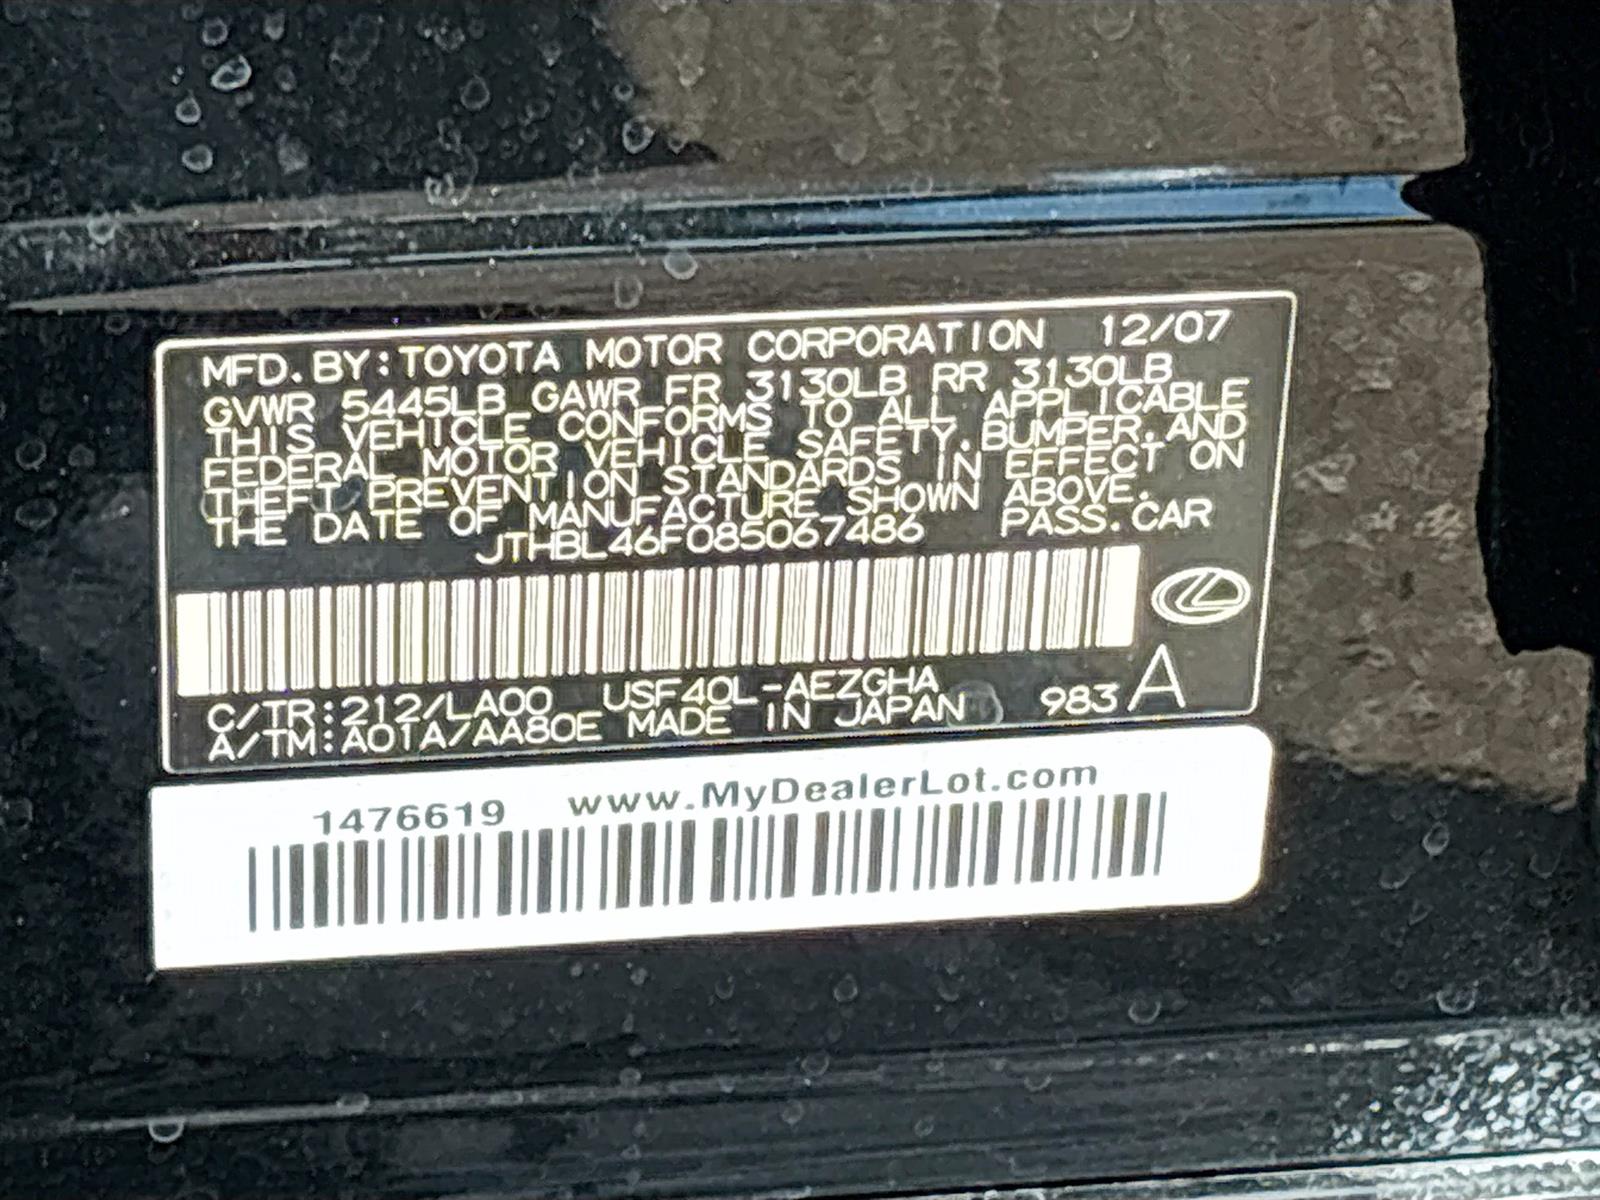 MFD. BY: TOYOTA MOTOR CORPORATION 12/07
GVWR 5445LB GAWR FR 3130LB RR 3130LB
THIS VEHICLE CONFORMS TO ALL APPLICABLE
FEDERAL MOTOR VEHICLE SAFETY, BUMPER, AND
THEFT PREVENTION STANDARDS IN EFFECT ON
THE DATE OF MANUFACTURE SHOWN ABOVE.
JTHBL46F085067486 PASS. CAR
C/TR:212/LA00 USF40L-AEZGHA
A/TM:A01A/AA80E MADE IN JAPAN 983 A
1476619 www.MyDealerLot.com